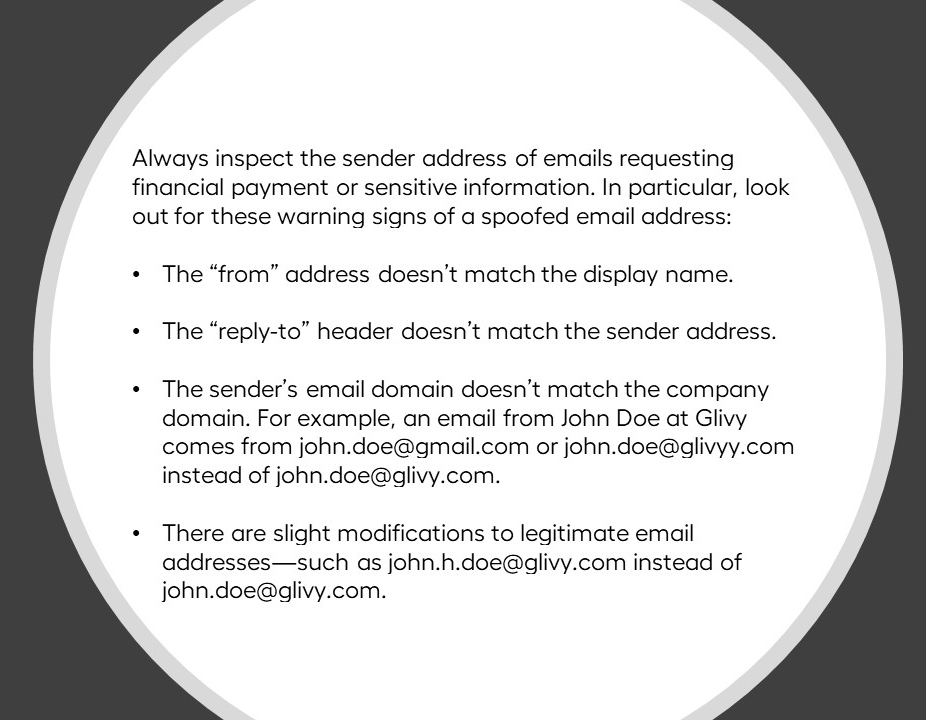 Always inspect the sender address of emails requesting
financial payment or sensitive information. In particular, look
out for these warning signs of a spoofed email address:
• The “from” address doesn’t match the display name.
• The “reply-to” header doesn’t match the sender address.
• The sender’s email domain doesn’t match the company
domain. For example, an email from John Doe at Glivy
comes from john.doe@gmail.com or john.doe@glivyy.com
instead of john.doe@glivy.com.
• There are slight modifications to legitimate email
addresses—such as john.h.doe@glivy.com instead of
john.doe@glivy.com.